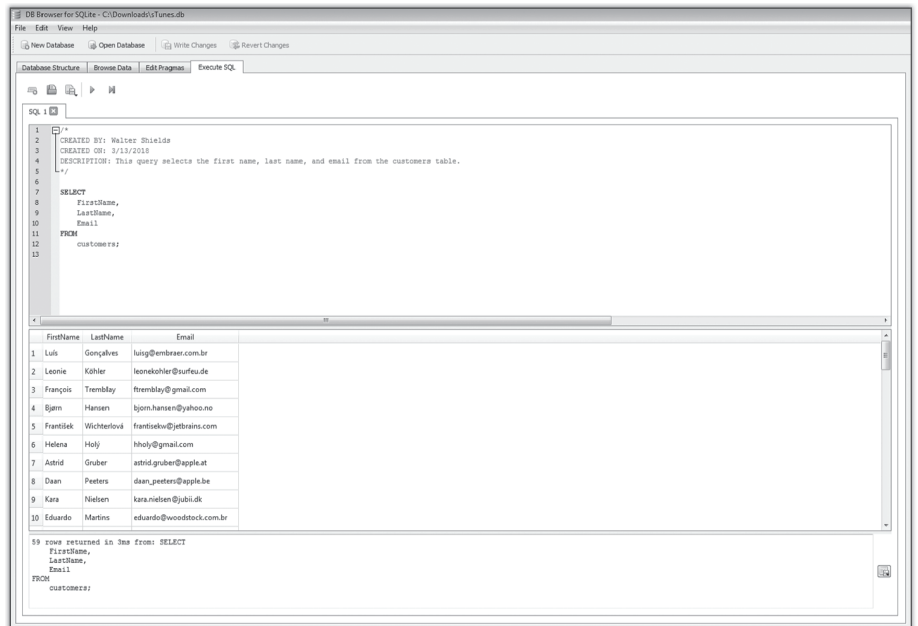 DB Browser for SQLite - C:\Downloads\sTunes.db
File Edit View Help
New Database Open Database Write Changes Revert Changes
Database Structure Browse Data Edit Pragmas Execute SQL
SQL 1
1 /*
2 CREATED BY: Walter Shields
3 CREATED ON: 3/13/2018
4 DESCRIPTION: This query selects the first name, last name, and email from the customers table.
5 */
6
7 SELECT
8 FirstName,
9 LastName,
10 Email
11 FROM
12 customers;
13
FirstName LastName Email
1 Luís Gonçalves luisg@embraer.com.br
2 Leonie Köhler leonekohler@surfeu.de
3 François Tremblay ftremblay@gmail.com
4 Bjørn Hansen bjorn.hansen@yahoo.no
5 František Wichterlová frantisekw@jetbrains.com
6 Helena Holý hholy@gmail.com
7 Astrid Gruber astrid.gruber@apple.at
8 Daan Peeters daan_peeters@apple.be
9 Kara Nielsen kara.nielsen@jubii.dk
10 Eduardo Martins eduardo@woodstock.com.br
59 rows returned in 3ms from: SELECT
FirstName,
LastName,
Email
FROM
customers;